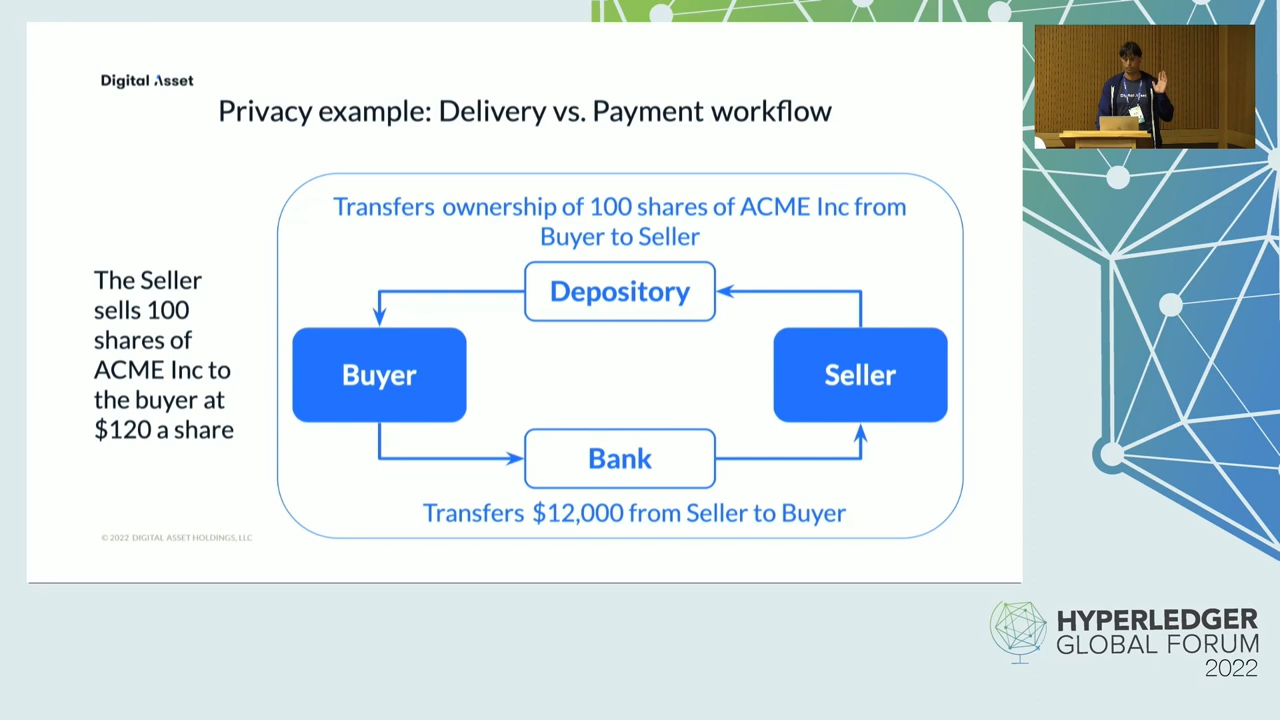 Digital Asset
Privacy example: Delivery vs. Payment workflow
Transfers ownership of 100 shares of ACME Inc from
Buyer to Seller
The Seller
sells 100
shares of
ACME Inc to
the buyer at
$120 a share
Depository
Buyer
Seller
Bank
Transfers $12,000 from Seller to Buyer
© 2022 DIGITAL ASSET HOLDINGS, LLC
HYPERLEDGER
GLOBAL FORUM
2022